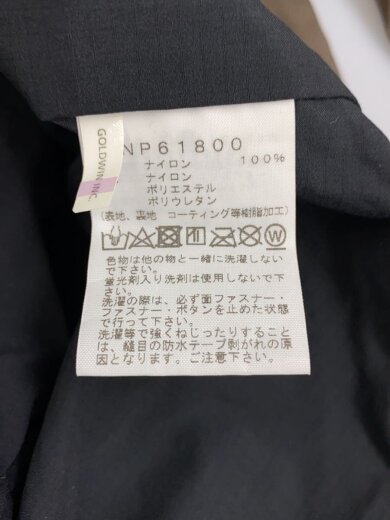 GOLDWIN INC.
NP61800
ナイロン 100%
ナイロン
ポリエステル
ポリウレタン
(表地、裏地 コーティング等樹脂加工)
色物は他の物と一緒に洗濯しない
で下さい。
蛍光剤入り洗剤は使用しないで下
さい。
洗濯の際は、必ず面ファスナー・
ファスナー・ボタンを止めた状態
で行って下さい。
洗濯等で強くねじったりすること
は、縫目の防水テープ剥がれの原
因となります。ご注意下さい。